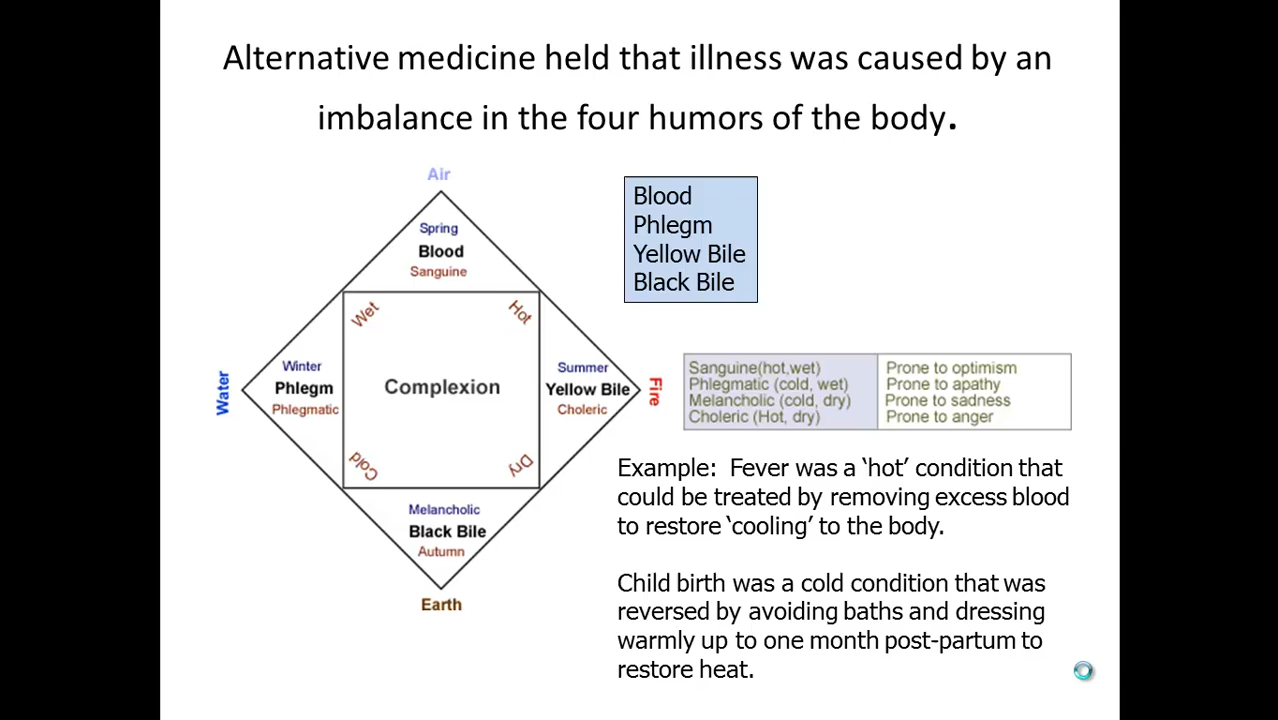 Alternative medicine held that illness was caused by an
imbalance in the four humors of the body.
Air
Spring
Blood
Sanguine
Wet
Hot
Water
Winter
Phlegm
Phlegmatic
Complexion
Summer
Yellow Bile
Choleric
Fire
Cold
Dry
Melancholic
Black Bile
Autumn
Earth
Blood
Phlegm
Yellow Bile
Black Bile
Sanguine(hot,wet) Prone to optimism
Phlegmatic (cold, wet) Prone to apathy
Melancholic (cold, dry) Prone to sadness
Choleric (Hot, dry) Prone to anger
Example: Fever was a ‘hot’ condition that
could be treated by removing excess blood
to restore ‘cooling’ to the body.
Child birth was a cold condition that was
reversed by avoiding baths and dressing
warmly up to one month post-partum to
restore heat.